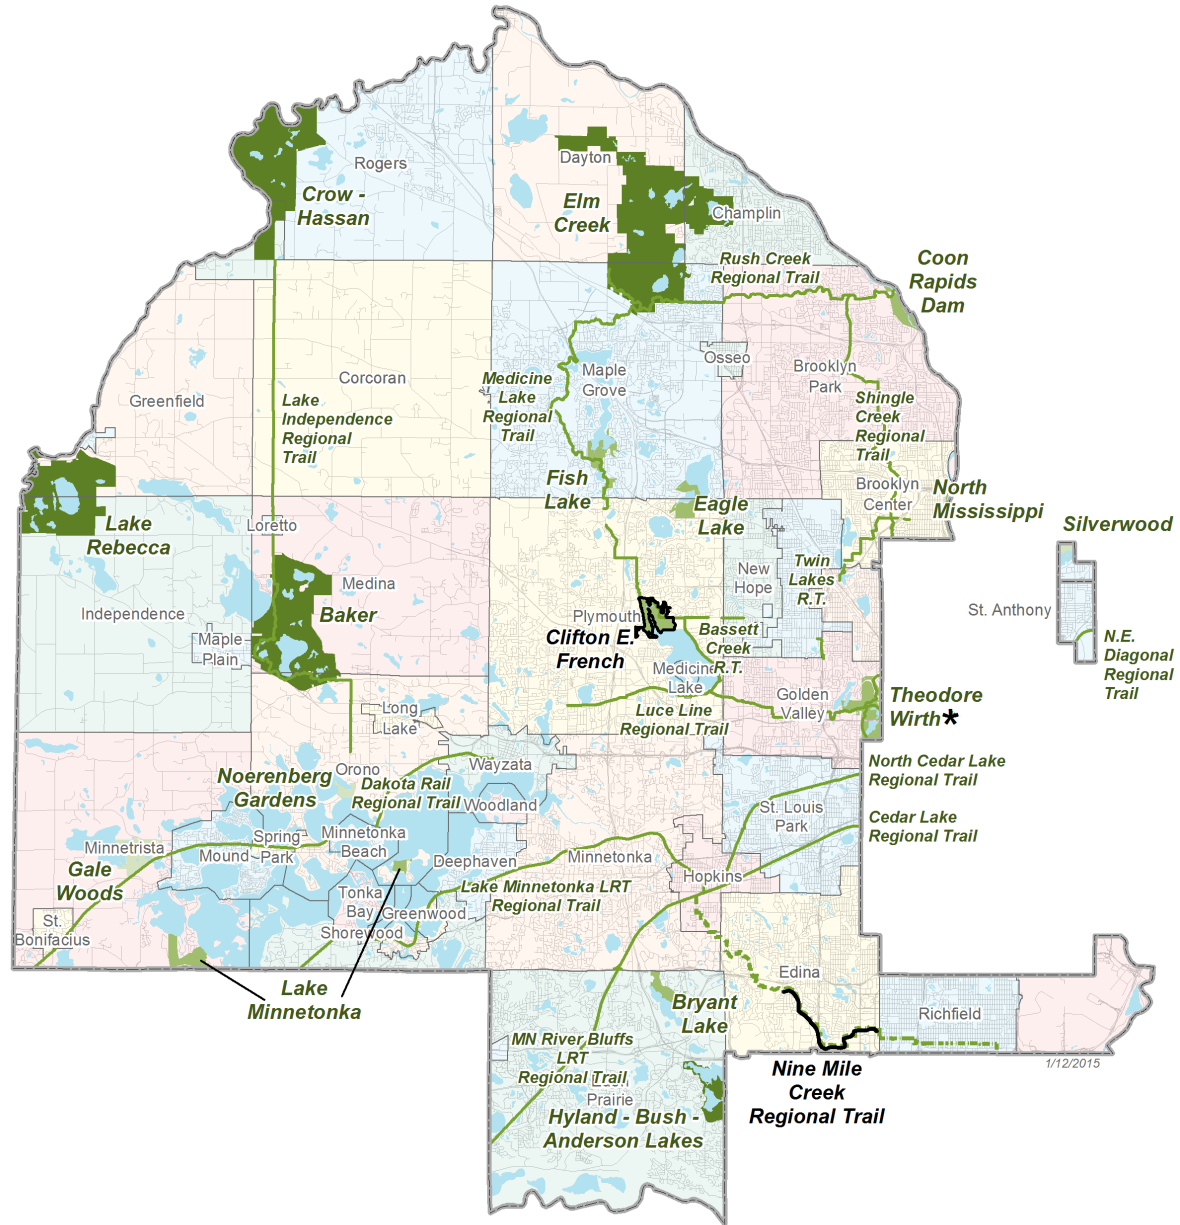 Rogers
Dayton
Crow -
Hassan
Elm
Creek
Champlin
Rush Creek
Regional Trail
Coon
Rapids
Dam
Greenfield
Corcoran
Lake
Independence
Regional
Trail
Medicine
Lake
Regional
Trail
Maple
Grove
Osseo
Brooklyn
Park
Shingle
Creek
Regional
Trail
Fish
Lake
Eagle
Lake
Brooklyn
Center
North
Mississippi
Silverwood
Lake
Rebecca
Loretto
Independence
Medina
Baker
Maple
Plain
Plymouth
Clifton E.
French
New
Hope
Twin
Lakes
R.T.
Bassett
Creek
R.T.
Medicine
Lake
St. Anthony
N.E.
Diagonal
Regional
Trail
Luce Line
Regional Trail
Golden
Valley
Theodore
Wirth*
Long
Lake
Orono
Noerenberg
Gardens
Dakota Rail
Regional Trail
Wayzata
Woodland
North Cedar Lake
Regional Trail
St. Louis
Park
Cedar Lake
Regional Trail
Minnetrista
Mound
Spring
Park
Minnetonka
Beach
Deephaven
Minnetonka
Hopkins
Gale
Woods
Lake Minnetonka LRT
Regional Trail
Tonka
Bay
Greenwood
Shorewood
St.
Bonifacius
Lake
Minnetonka
Edina
Bryant
Lake
Richfield
MN River Bluffs
LRT
Regional Trail
Prairie
Hyland - Bush -
Anderson Lakes
Nine Mile
Creek
Regional Trail
1/12/2015